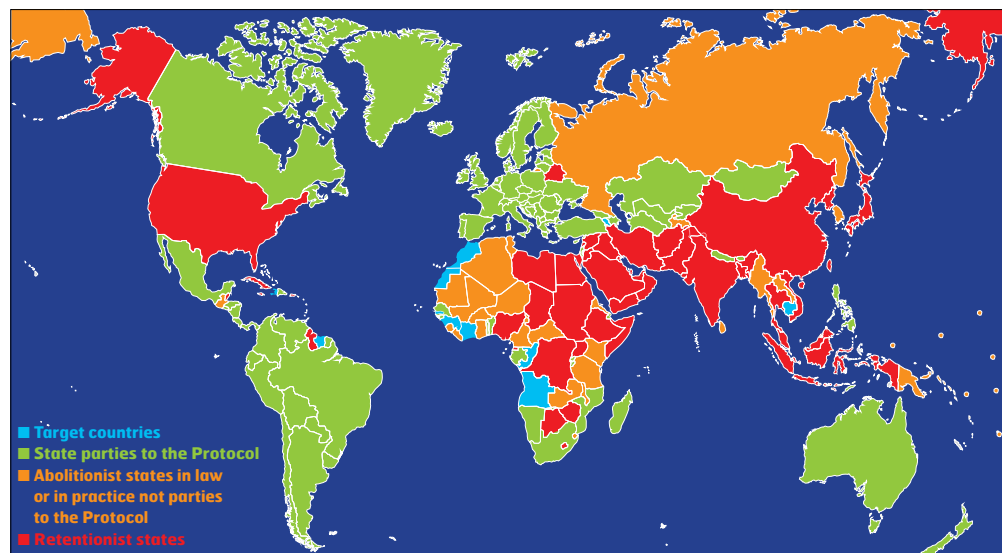 Target countries
State parties to the Protocol
Abolitionist states in law
or in practice not parties
to the Protocol
Retentionist states